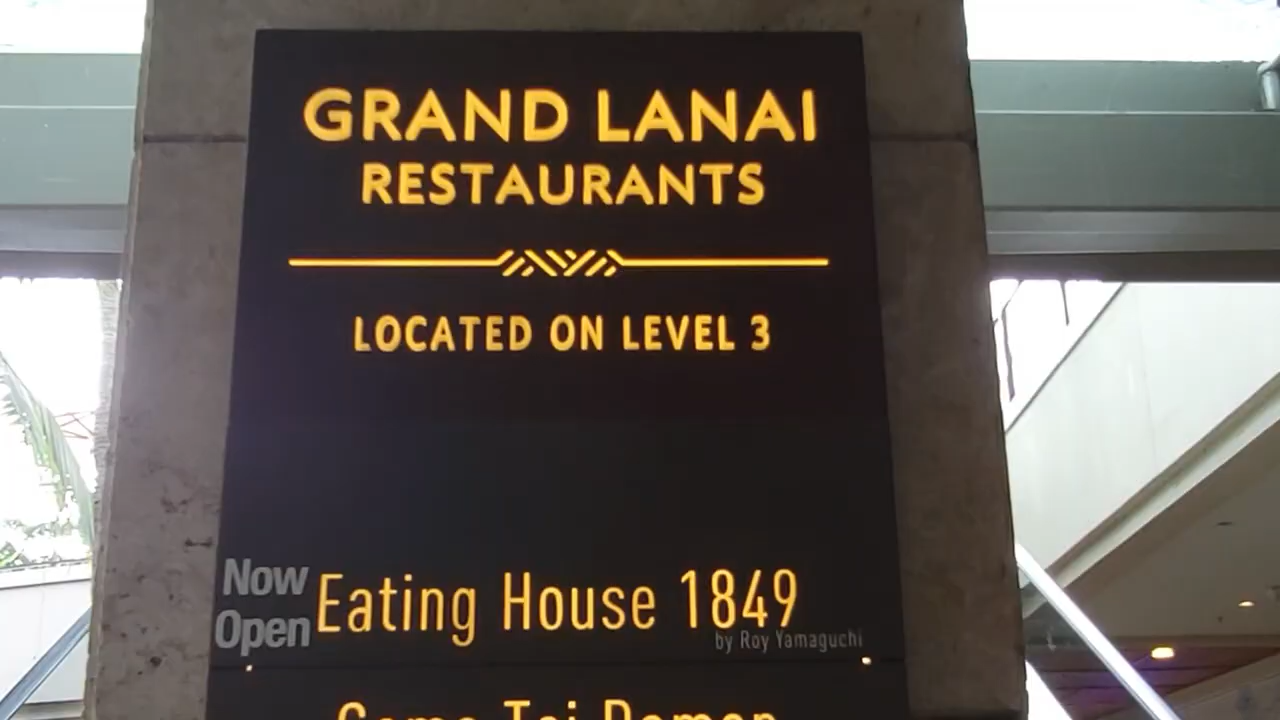 GRAND LANAI
RESTAURANTS
LOCATED ON LEVEL 3
Now
Open
Eating House 1849
by Roy Yamaguchi